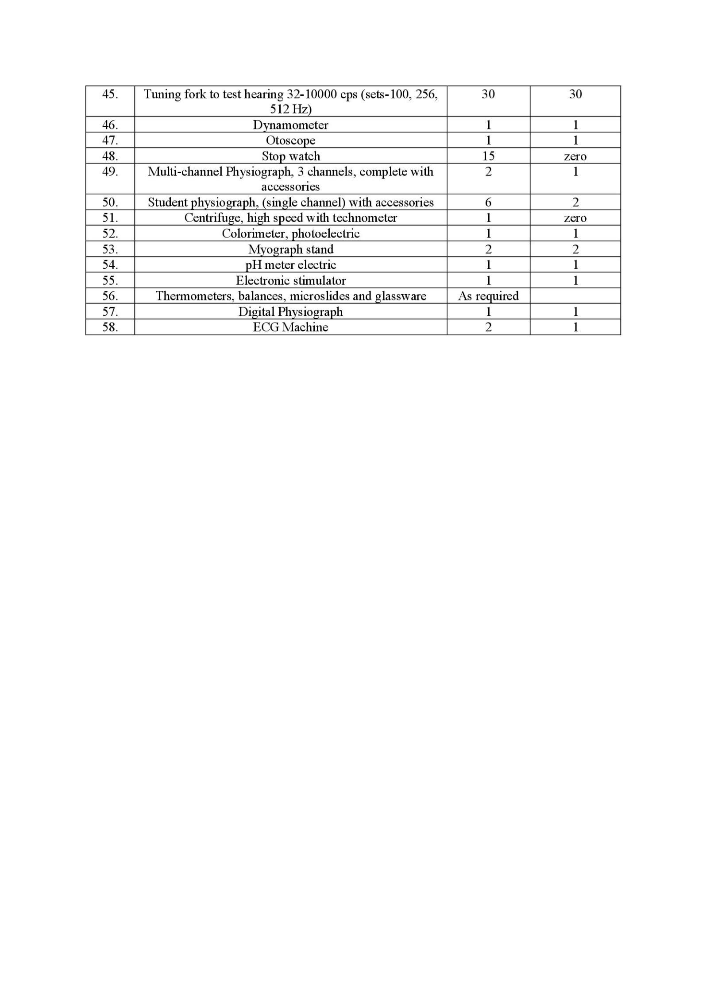 45. Tuning fork to test hearing 32-10000 cps (sets-100, 256, 30 30
512 Hz)
46. Dynamometer 1 1
47. Otoscope 1 1
48. Stop watch 15 zero
49. Multi-channel Physiograph, 3 channels, complete with 2 1
accessories
50. Student physiograph, (single channel) with accessories 6 2
51. Centrifuge, high speed with technometer 1 zero
52. Colorimeter, photoelectric 1 1
53. Myograph stand 2 2
54. pH meter electric 1 1
55. Electronic stimulator 1 1
56. Thermometers, balances, microslides and glassware As required
57. Digital Physiograph 1 1
58. ECG Machine 2 1